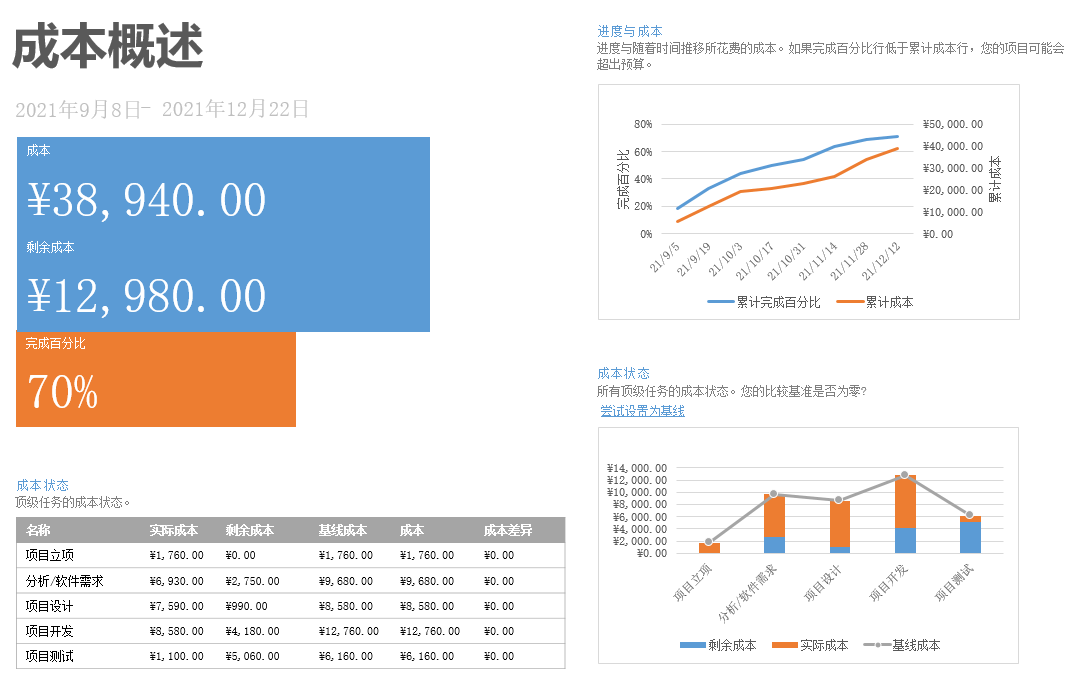 成本概述
2021年9月8日- 2021年12月22日
成本
¥38,940.00
剩余成本
¥12,980.00
完成百分比
70%
成本状态
顶级任务的成本状态。
名称 实际成本 剩余成本 基线成本 成本 成本差异
项目立项 ¥1,760.00 ¥0.00 ¥1,760.00 ¥1,760.00 ¥0.00
分析/软件需求 ¥6,930.00 ¥2,750.00 ¥9,680.00 ¥9,680.00 ¥0.00
项目设计 ¥7,590.00 ¥990.00 ¥8,580.00 ¥8,580.00 ¥0.00
项目开发 ¥8,580.00 ¥4,180.00 ¥12,760.00 ¥12,760.00 ¥0.00
项目测试 ¥1,100.00 ¥5,060.00 ¥6,160.00 ¥6,160.00 ¥0.00
进度与成本
进度与随着时间推移所花费的成本。如果完成百分比行低于累计成本行，您的项目可能会
超出预算。
完成百分比
80%
60%
40%
20%
0%
¥50,000.00
¥40,000.00
¥30,000.00
¥20,000.00
¥10,000.00
¥0.00
累计成本
21/9/5
21/9/19
21/10/3
21/10/17
21/10/31
21/11/14
21/11/28
21/12/12
累计完成百分比 累计成本
成本状态
所有顶级任务的成本状态。您的比较基准是否为零?
尝试设置为基线
¥14,000.00
¥12,000.00
¥10,000.00
¥8,000.00
¥6,000.00
¥4,000.00
¥2,000.00
¥0.00
项目立项
分析/软件需求
项目设计
项目开发
项目测试
剩余成本 实际成本 基线成本